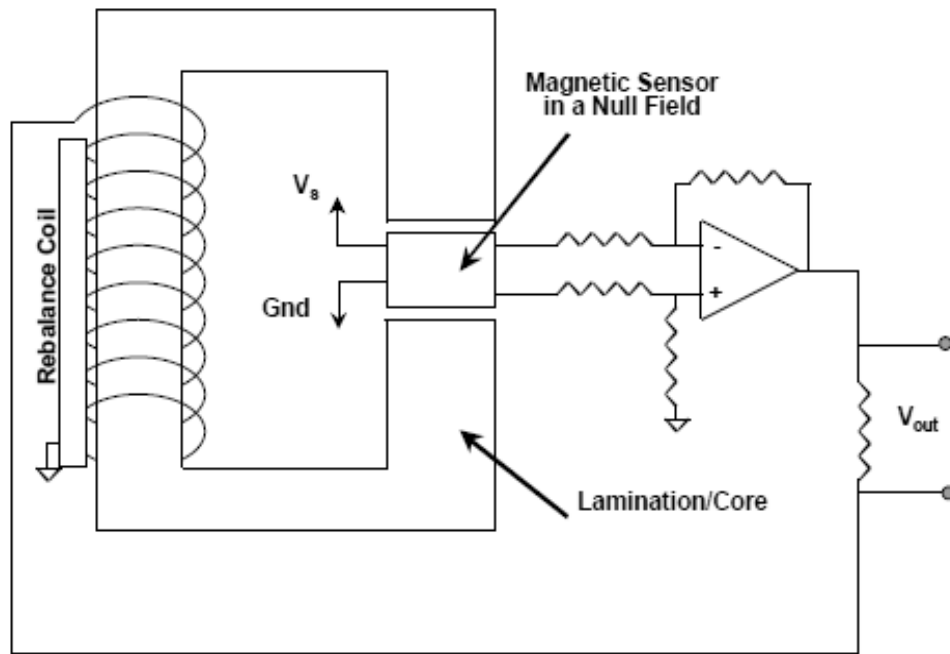 Magnetic Sensor
in a Null Field
Vs
Gnd
Rebalance Coil
-
+
Vout
Lamination/Core